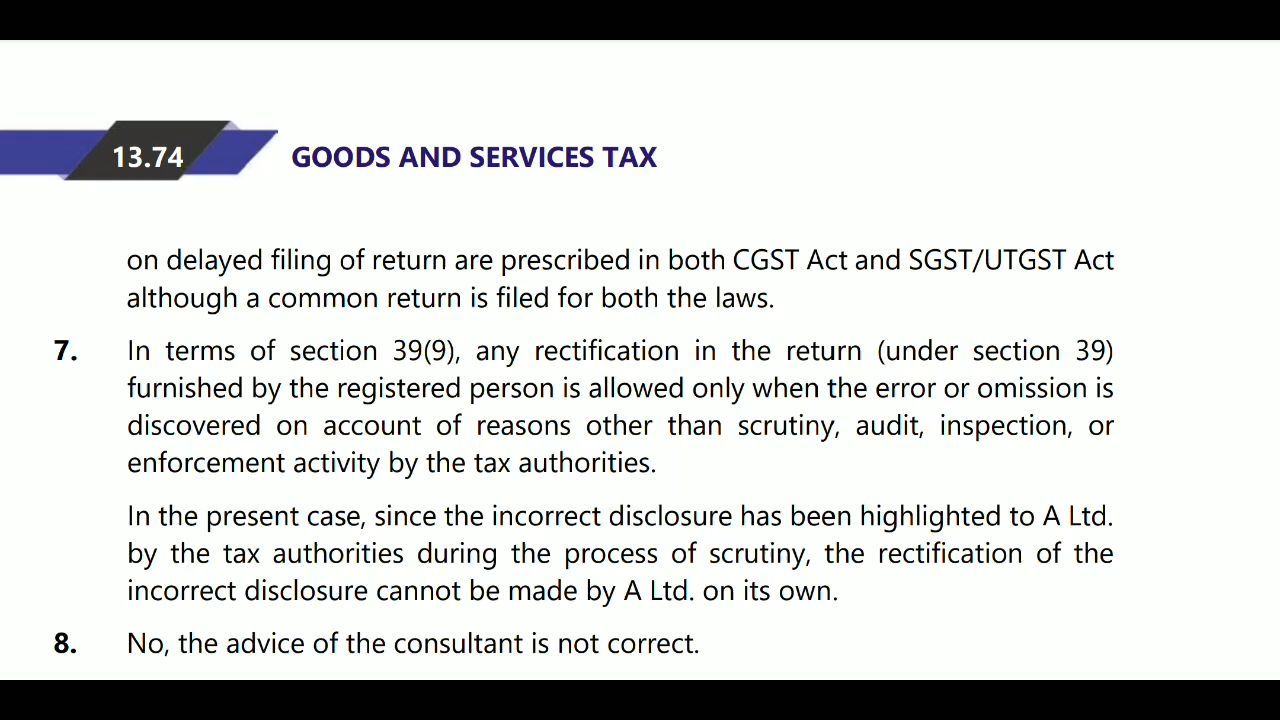 13.74 GOODS AND SERVICES TAX
on delayed filing of return are prescribed in both CGST Act and SGST/UTGST Act
although a common return is filed for both the laws.
7. In terms of section 39(9), any rectification in the return (under section 39)
furnished by the registered person is allowed only when the error or omission is
discovered on account of reasons other than scrutiny, audit, inspection, or
enforcement activity by the tax authorities.
In the present case, since the incorrect disclosure has been highlighted to A Ltd.
by the tax authorities during the process of scrutiny, the rectification of the
incorrect disclosure cannot be made by A Ltd. on its own.
8. No, the advice of the consultant is not correct.